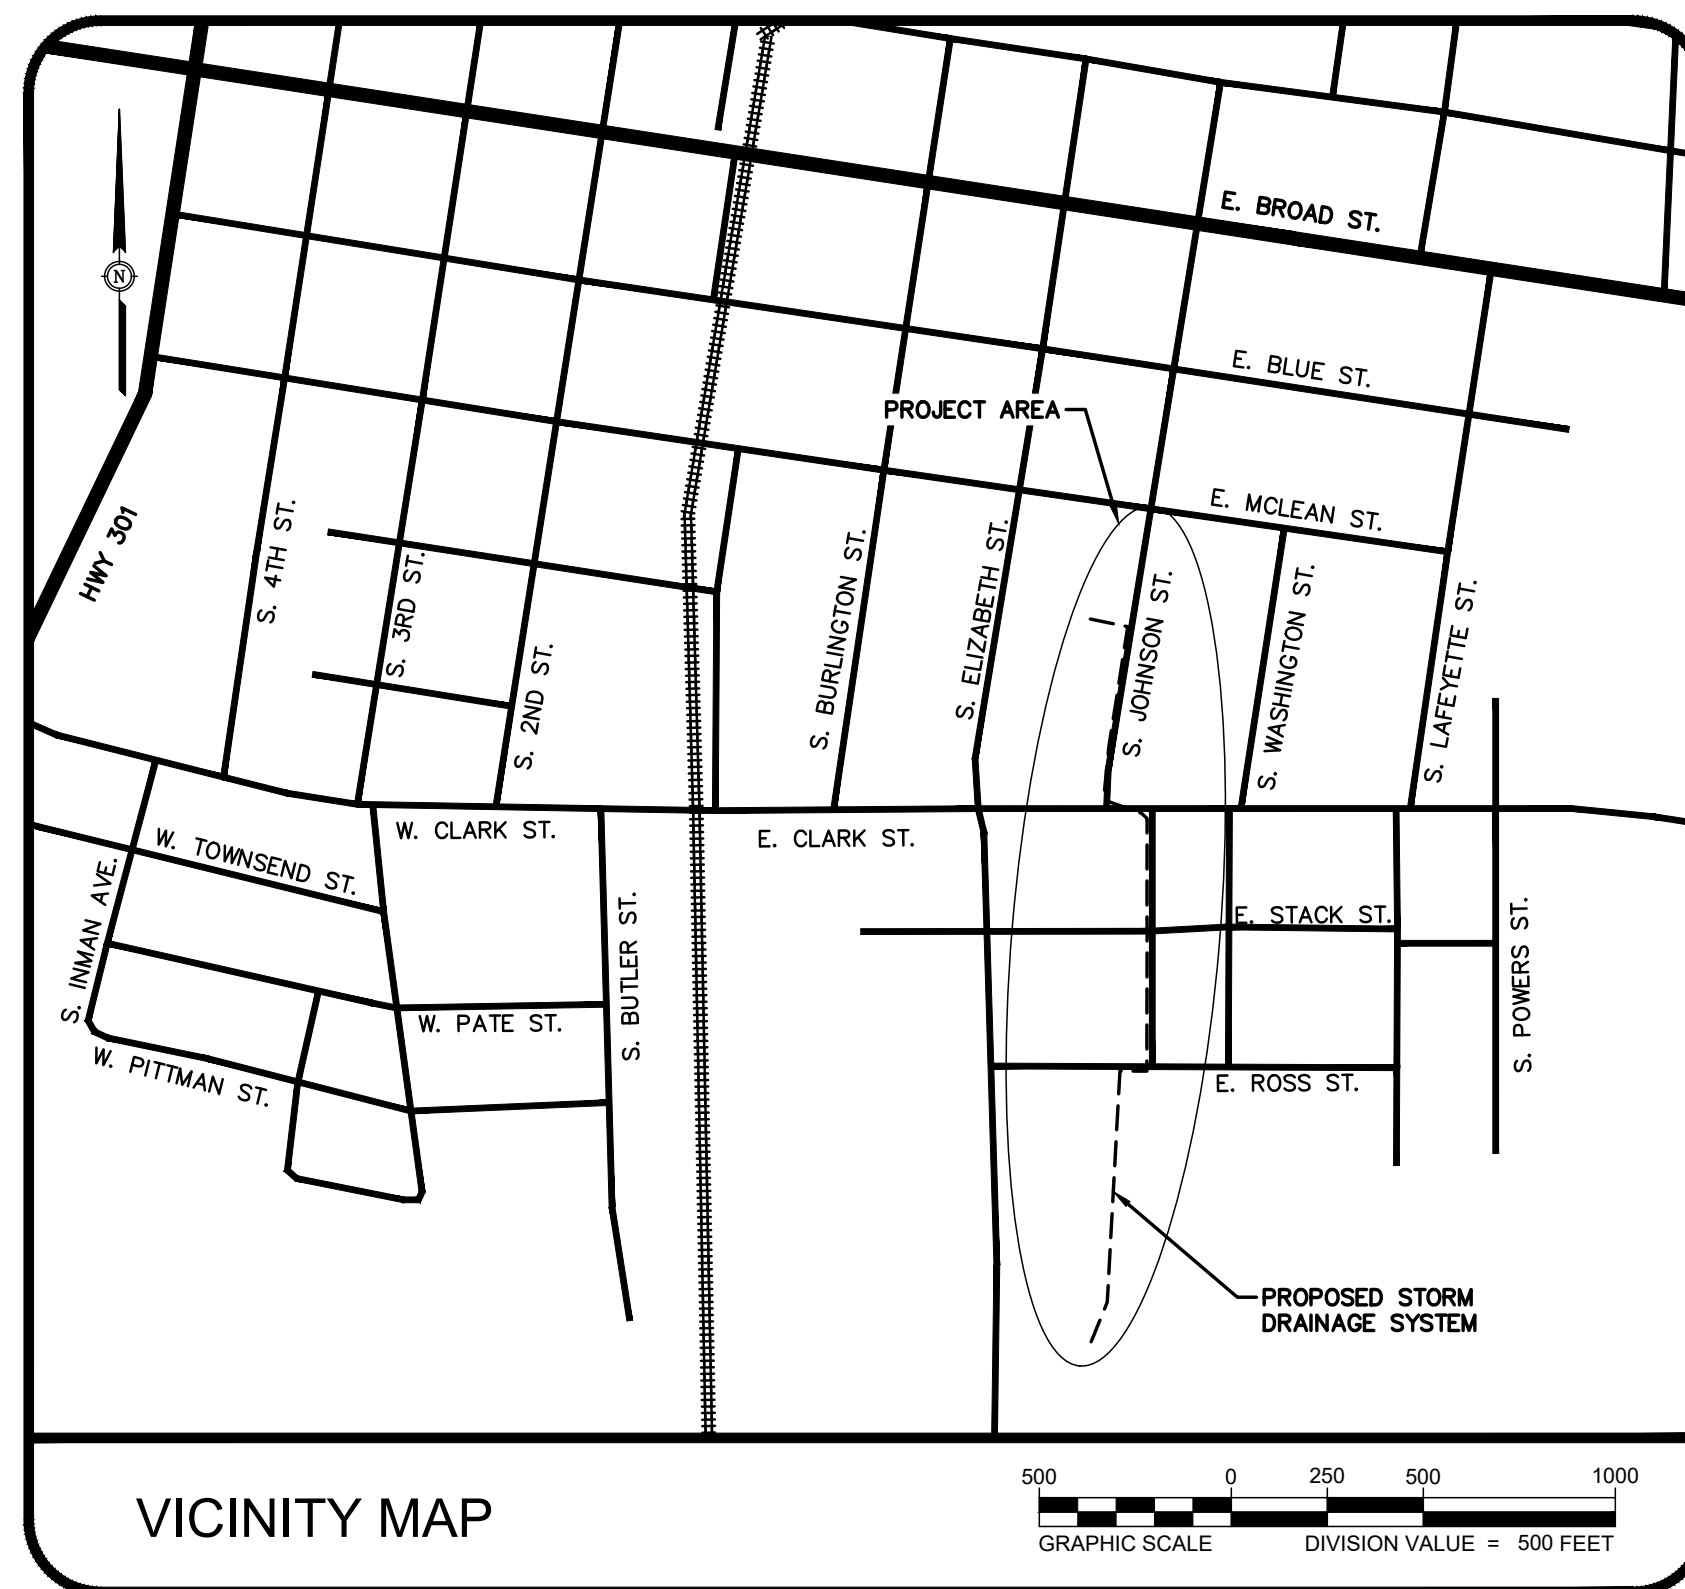 E. BROAD ST.
N
E. BLUE ST.
PROJECT AREA
E. MCLEAN ST.
HWY 301
S. 4TH ST.
S. 3RD ST.
S. 2ND ST.
S. BURLINGTON ST.
S. ELIZABETH ST.
S. JOHNSON ST.
S. WASHINGTON ST.
S. LAFEYETTE ST.
W. CLARK ST.
E. CLARK ST.
W. TOWNSEND ST.
S. INMAN AVE.
S. BUTLER ST.
E. STACK ST.
S. POWERS ST.
W. PATE ST.
W. PITTMAN ST.
E. ROSS ST.
PROPOSED STORM
DRAINAGE SYSTEM
VICINITY MAP
500 0 250 500 1000
GRAPHIC SCALE DIVISION VALUE = 500 FEET